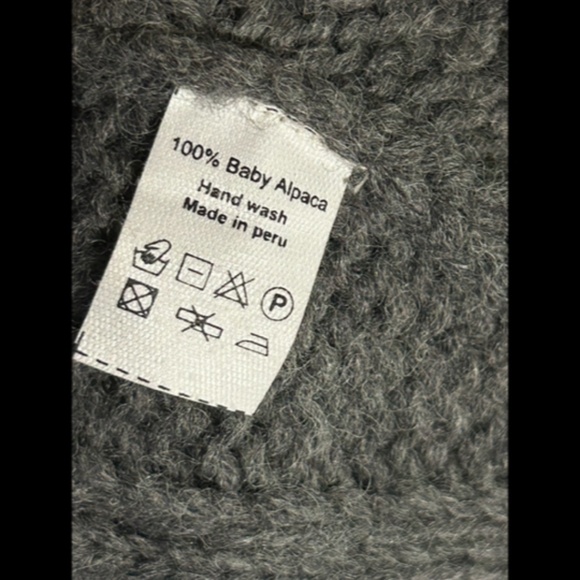 100% Baby Alpaca
Hand wash
Made in peru
P